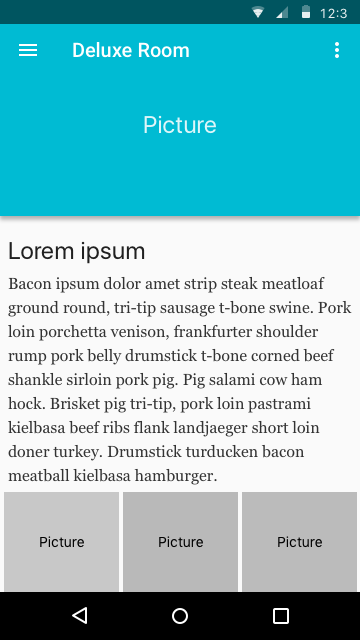 12:3
Deluxe Room
Picture
Lorem ipsum
Bacon ipsum dolor amet strip steak meatloaf
ground round, tri-tip sausage t-bone swine. Pork
loin porchetta venison, frankfurter shoulder
rump pork belly drumstick t-bone corned beef
shankle sirloin pork pig. Pig salami cow ham
hock. Brisket pig tri-tip, pork loin pastrami
kielbasa beef ribs flank landjaeger short loin
doner turkey. Drumstick turducken bacon
meatball kielbasa hamburger.
Picture Picture Picture